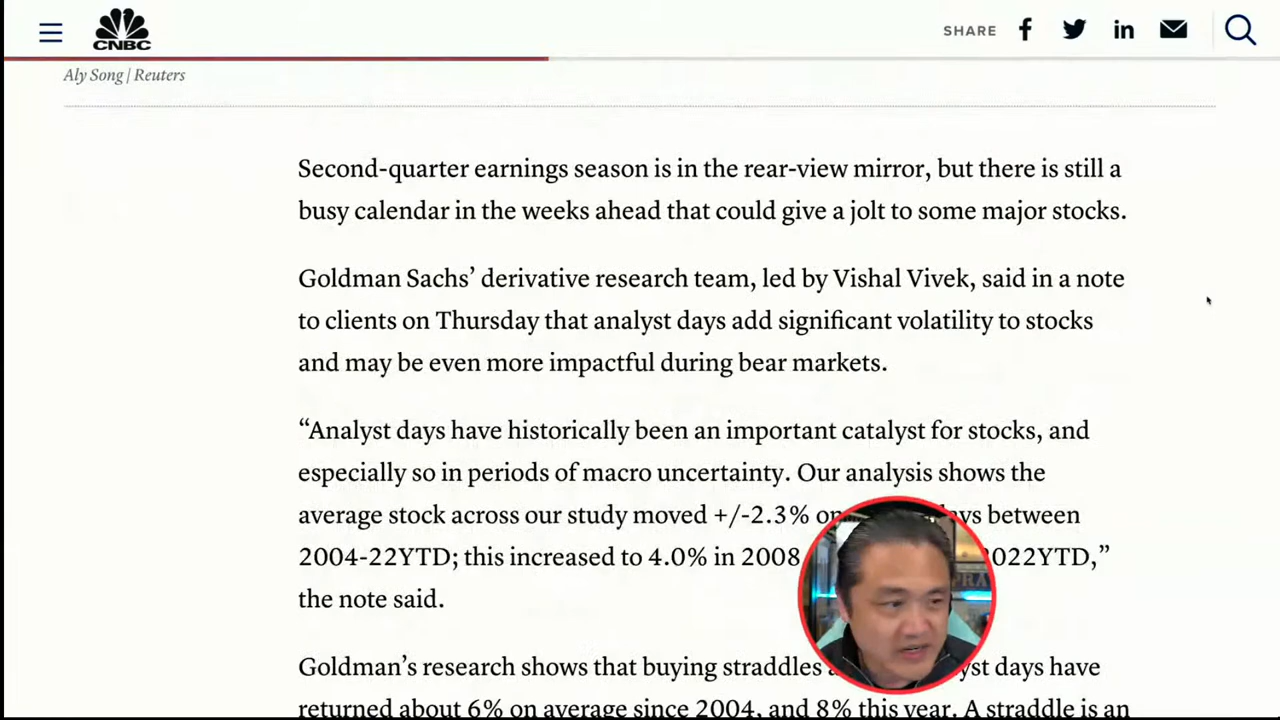 CNBC
SHARE
Aly Song | Reuters
Second-quarter earnings season is in the rear-view mirror, but there is still a
busy calendar in the weeks ahead that could give a jolt to some major stocks.
Goldman Sachs’ derivative research team, led by Vishal Vivek, said in a note
to clients on Thursday that analyst days add significant volatility to stocks
and may be even more impactful during bear markets.
“Analyst days have historically been an important catalyst for stocks, and
especially so in periods of macro uncertainty. Our analysis shows the
average stock across our study moved +/-2.3% on between
2004-22YTD; this increased to 4.0% in 2008 2022YTD,”
the note said.
Goldman’s research shows that buying straddles days have
returned about 6% on average since 2004, and 8% this year. A straddle is an